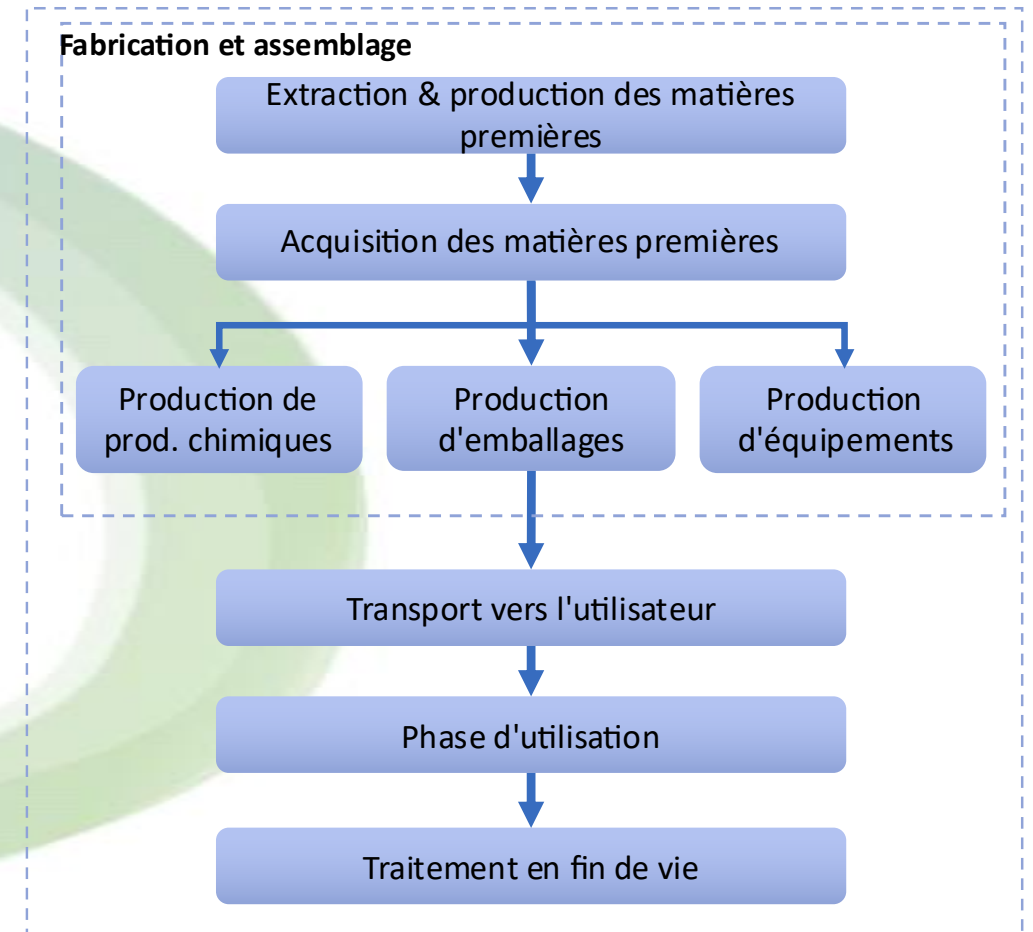 Fabrication et assemblage
Extraction & production des matières
premières
Acquisition des matières premières
Production de
prod. chimiques
Production
d'emballages
Production
d'équipements
Transport vers l'utilisateur
Phase d'utilisation
Traitement en fin de vie